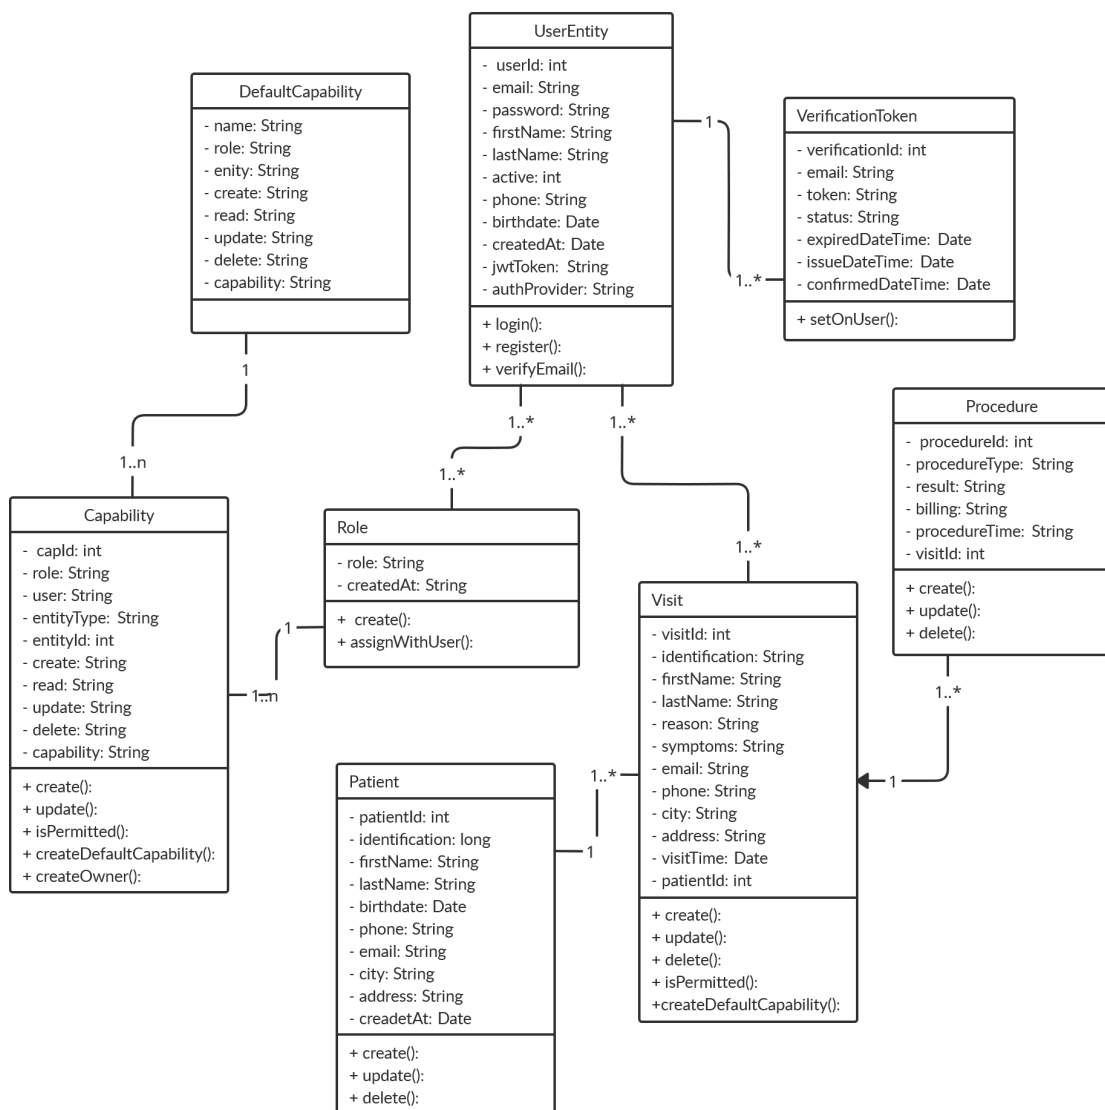 UserEntity
- userId: int
- email: String
- password: String
- firstName: String
- lastName: String
- active: int
- phone: String
- birthdate: Date
- createdAt: Date
- jwtToken: String
- authProvider: String
+ login():
+ register():
+ verifyEmail():
DefaultCapability
- name: String
- role: String
- enity: String
- create: String
- read: String
- update: String
- delete: String
- capability: String
VerificationToken
- verificationId: int
- email: String
- token: String
- status: String
- expiredDateTime: Date
- issueDateTime: Date
- confirmedDateTime: Date
+ setOnUser():
1
1..*
1
1..n
1..*
1..*
1..*
1..*
Procedure
- procedureId: int
- procedureType: String
- result: String
- billing: String
- procedureTime: String
- visitId: int
+ create():
+ update():
+ delete():
Capability
- capId: int
- role: String
- user: String
- entityType: String
- entityId: int
- create: String
- read: String
- update: String
- delete: String
- capability: String
+ create():
+ update():
+ isPermitted():
+ createDefaultCapability():
+ createOwner():
Role
- role: String
- createdAt: String
+ create():
+ assignWithUser():
1
1..n
Visit
- visitId: int
- identification: String
- firstName: String
- lastName: String
- reason: String
- symptoms: String
- email: String
- phone: String
- city: String
- address: String
- visitTime: Date
- patientId: int
+ create():
+ update():
+ delete():
+ isPermitted():
+createDefaultCapability():
1..*
1
1..*
1
Patient
- patientId: int
- identification: long
- firstName: String
- lastName: String
- birthdate: Date
- phone: String
- email: String
- city: String
- address: String
- creadetAt: Date
+ create():
+ update():
+ delete():